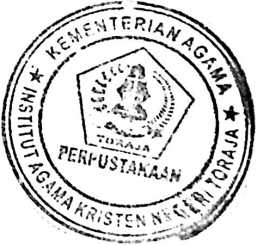 KEMENTERIAN AGAMA
INSTITUT AGAMA KRISTEN NEGERI TORAJA
TORAJA
PERPUSTAKAAN